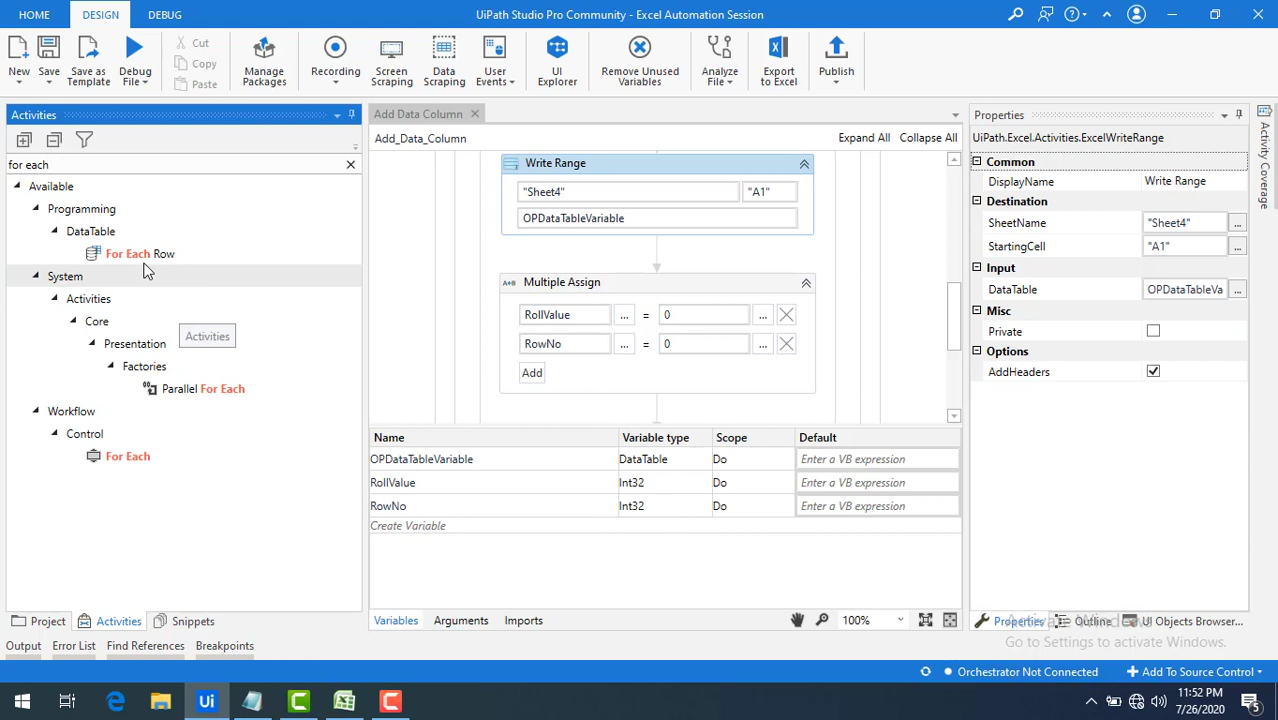 HOME DESIGN DEBUG UiPath Studio Pro Community - Excel Automation Session
New Save Save as Template Debug File Cut Copy Paste Manage Packages Recording Screen Scraping Data Scraping User Events UI Explorer Remove Unused Variables Analyze File Export to Excel Publish
Activities
for each
Available
Programming
DataTable
For Each Row
System
Activities
Core
Presentation
Activities
Factories
Parallel For Each
Workflow
Control
For Each
Project Activities Snippets
Add Data Column
Add_Data_Column Expand All Collapse All
Write Range
"Sheet4" "A1"
OPDataTableVariable
A+B Multiple Assign
RollValue ... = 0 ...
RowNo ... = 0 ...
Add
Name Variable type Scope Default
OPDataTableVariable DataTable Do Enter a VB expression
RollValue Int32 Do Enter a VB expression
RowNo Int32 Do Enter a VB expression
Create Variable
Variables Arguments Imports 100%
Properties
UiPath.Excel.Activities.ExcelWriteRange
Common
DisplayName Write Range
Destination
SheetName "Sheet4" ...
StartingCell "A1" ...
Input
DataTable OPDataTableVa ...
Misc
Private
Options
AddHeaders
Activity Coverage
Properties Outline UI Objects Browser...
Activate Windows
Go to Settings to activate Windows.
Output Error List Find References Breakpoints
Orchestrator Not Connected Add To Source Control
Ui
11:52 PM
7/26/2020
5